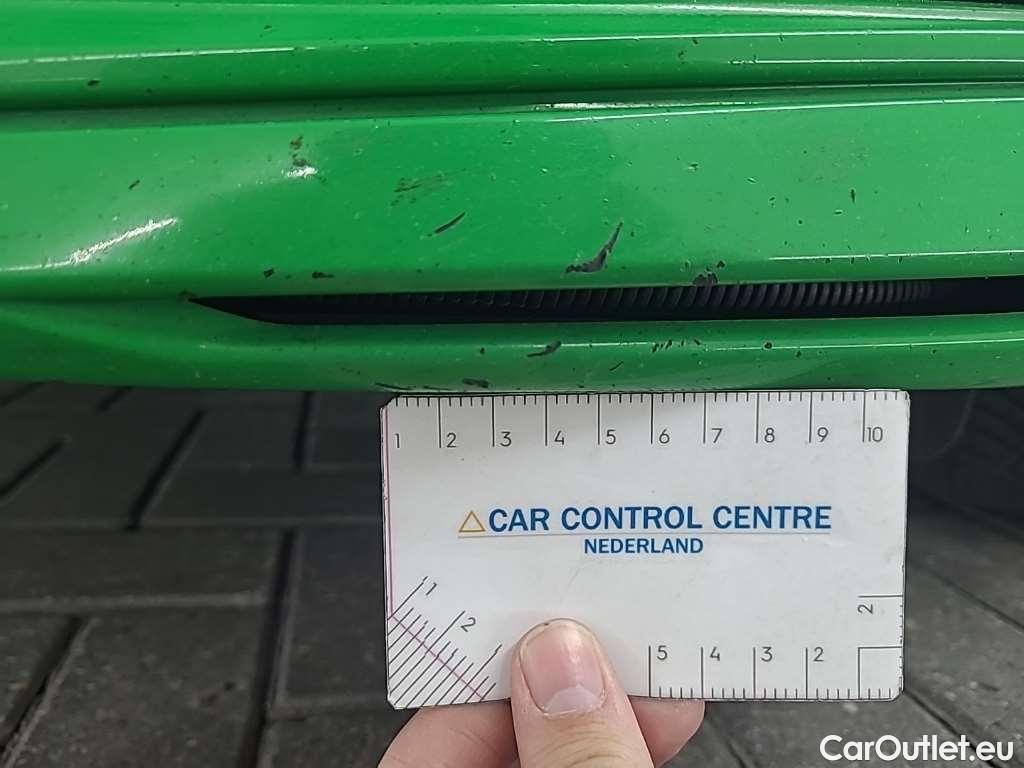 1 2 3 4 5 6 7 8 9 10
CAR CONTROL CENTRE
NEDERLAND
1
2
2
5 4 3 2
CarOutlet.eu